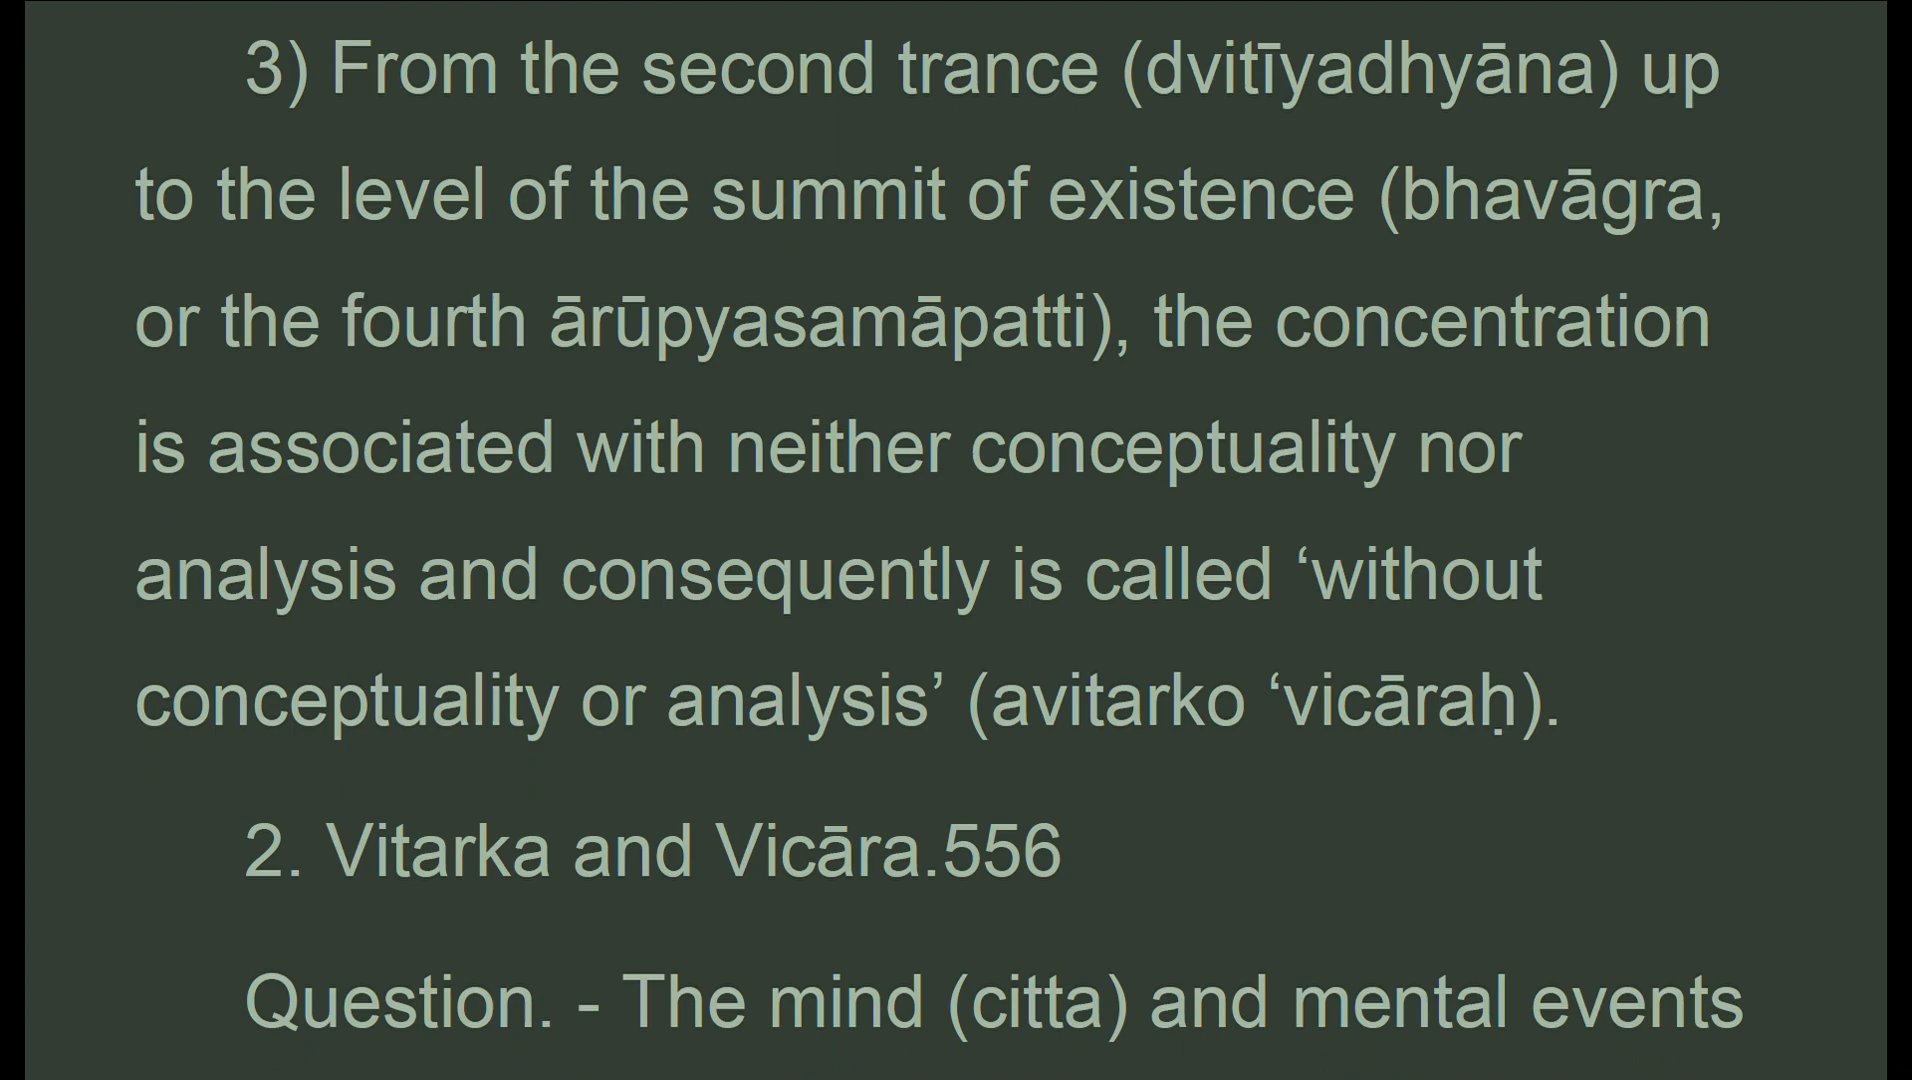 3) From the second trance (dvitīyadhyāna) up
to the level of the summit of existence (bhavāgra,
or the fourth ārūpyasamāpatti), the concentration
is associated with neither conceptuality nor
analysis and consequently is called ‘without
conceptuality or analysis’ (avitarko ‘vicāraḥ).
2. Vitarka and Vicāra.556
Question. - The mind (citta) and mental events